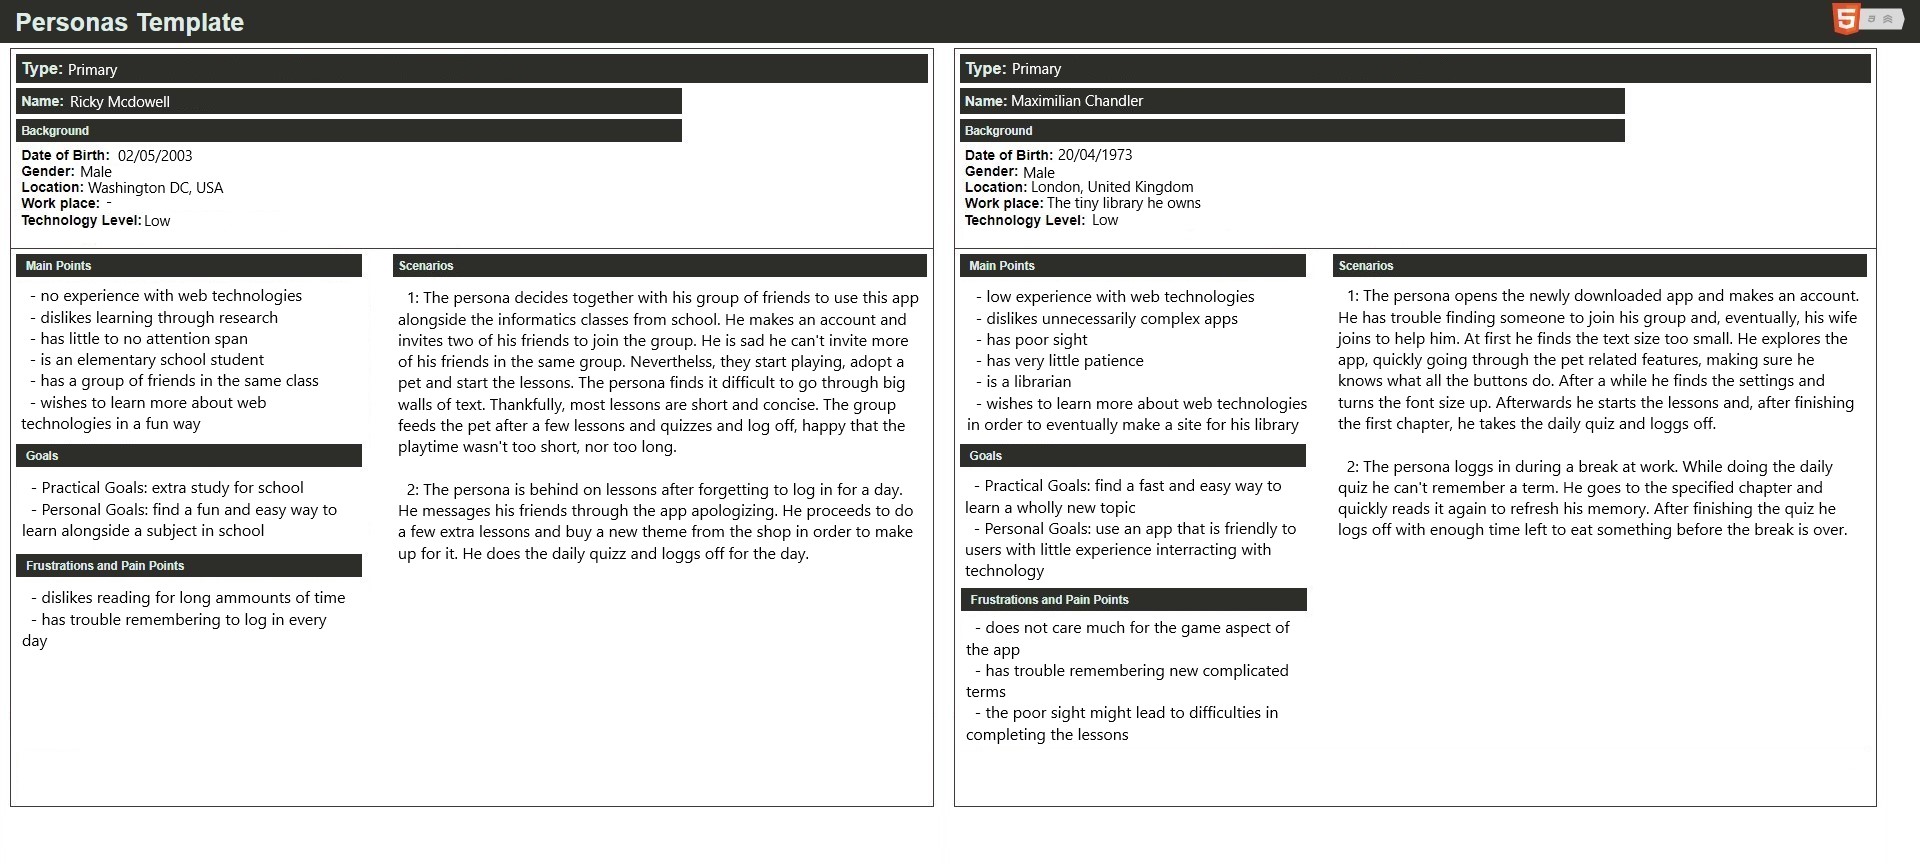 Personas Template
5
Type: Primary
Name: Ricky Mcdowell
Background
Date of Birth: 02/05/2003
Gender: Male
Location: Washington DC, USA
Work place: -
Technology Level: Low
Main Points
- no experience with web technologies
- dislikes learning through research
- has little to no attention span
- is an elementary school student
- has a group of friends in the same class
- wishes to learn more about web
technologies in a fun way
Goals
- Practical Goals: extra study for school
- Personal Goals: find a fun and easy way to
learn alongside a subject in school
Frustrations and Pain Points
- dislikes reading for long ammounts of time
- has trouble remembering to log in every
day
Scenarios
1: The persona decides together with his group of friends to use this app
alongside the informatics classes from school. He makes an account and
invites two of his friends to join the group. He is sad he can't invite more
of his friends in the same group. Neverthelss, they start playing, adopt a
pet and start the lessons. The persona finds it difficult to go through big
walls of text. Thankfully, most lessons are short and concise. The group
feeds the pet after a few lessons and quizzes and log off, happy that the
playtime wasn't too short, nor too long.
2: The persona is behind on lessons after forgetting to log in for a day.
He messages his friends through the app apologizing. He proceeds to do
a few extra lessons and buy a new theme from the shop in order to make
up for it. He does the daily quizz and loggs off for the day.
Type: Primary
Name: Maximilian Chandler
Background
Date of Birth: 20/04/1973
Gender: Male
Location: London, United Kingdom
Work place: The tiny library he owns
Technology Level: Low
Main Points
- low experience with web technologies
- dislikes unnecessarily complex apps
- has poor sight
- has very little patience
- is a librarian
- wishes to learn more about web technologies
in order to eventually make a site for his library
Goals
- Practical Goals: find a fast and easy way to
learn a wholly new topic
- Personal Goals: use an app that is friendly to
users with little experience interracting with
technology
Frustrations and Pain Points
- does not care much for the game aspect of
the app
- has trouble remembering new complicated
terms
- the poor sight might lead to difficulties in
completing the lessons
Scenarios
1: The persona opens the newly downloaded app and makes an account.
He has trouble finding someone to join his group and, eventually, his wife
joins to help him. At first he finds the text size too small. He explores the
app, quickly going through the pet related features, making sure he
knows what all the buttons do. After a while he finds the settings and
turns the font size up. Afterwards he starts the lessons and, after finishing
the first chapter, he takes the daily quiz and loggs off.
2: The persona loggs in during a break at work. While doing the daily
quiz he can't remember a term. He goes to the specified chapter and
quickly reads it again to refresh his memory. After finishing the quiz he
logs off with enough time left to eat something before the break is over.